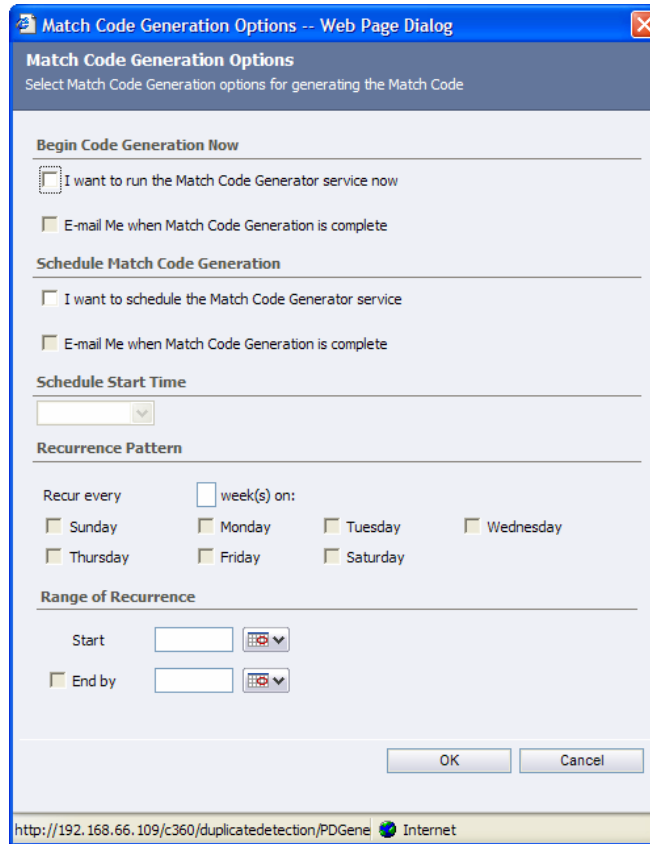 Match Code Generation Options -- Web Page Dialog
Match Code Generation Options
Select Match Code Generation options for generating the Match Code
Begin Code Generation Now
I want to run the Match Code Generator service now
E-mail Me when Match Code Generation is complete
Schedule Match Code Generation
I want to schedule the Match Code Generator service
E-mail Me when Match Code Generation is complete
Schedule Start Time
Recurrence Pattern
Recur every week(s) on:
Sunday Monday Tuesday Wednesday
Thursday Friday Saturday
Range of Recurrence
Start
End by
OK Cancel
http://192.168.66.109/c360/duplicatedetection/PDGene Internet